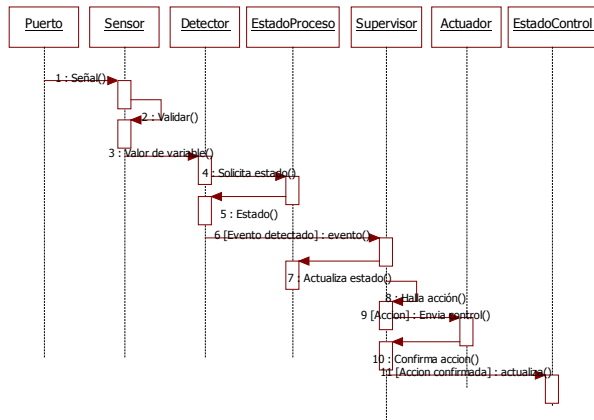 Puerto
Sensor
Detector
EstadoProceso
Supervisor
Actuador
EstadoControl
1 : Señal()
2 : Validar()
3 : Valor de variable()
4 : Solicita estado()
5 : Estado()
6 [Evento detectado] : evento()
7 : Actualiza estado()
8 : Halla acción()
9 [Accion] : Envia control()
10 : Confirma accion()
11 [Accion confirmada] : actualiza()